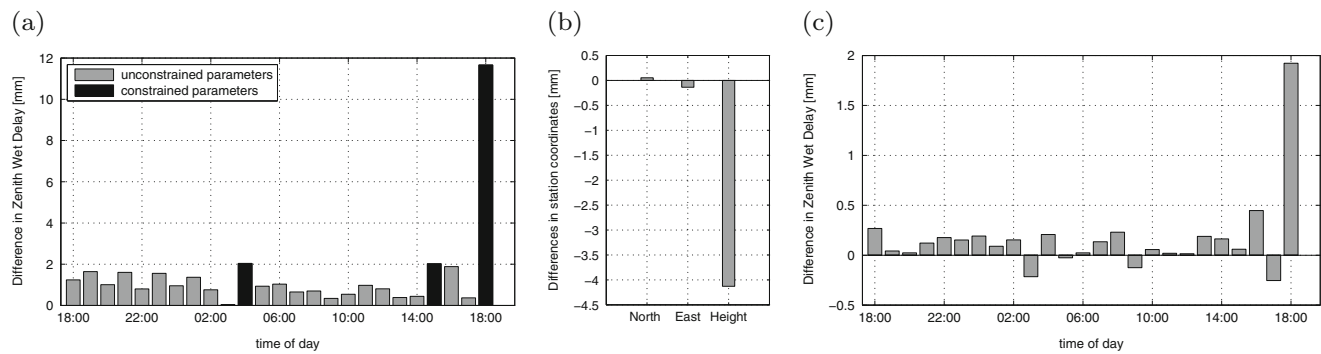 (a)
Difference in Zenith Wet Delay [mm]
12
10
8
6
4
2
0
unconstrained parameters
constrained parameters
18:00 22:00 02:00 06:00 10:00 14:00 18:00
time of day
(b)
Differences in station coordinates [mm]
0.5
0
−0.5
−1
−1.5
−2
−2.5
−3
−3.5
−4
−4.5
North East Height
(c)
Difference in Zenith Wet Delay [mm]
2
1.5
1
0.5
0
−0.5
18:00 22:00 02:00 06:00 10:00 14:00 18:00
time of day